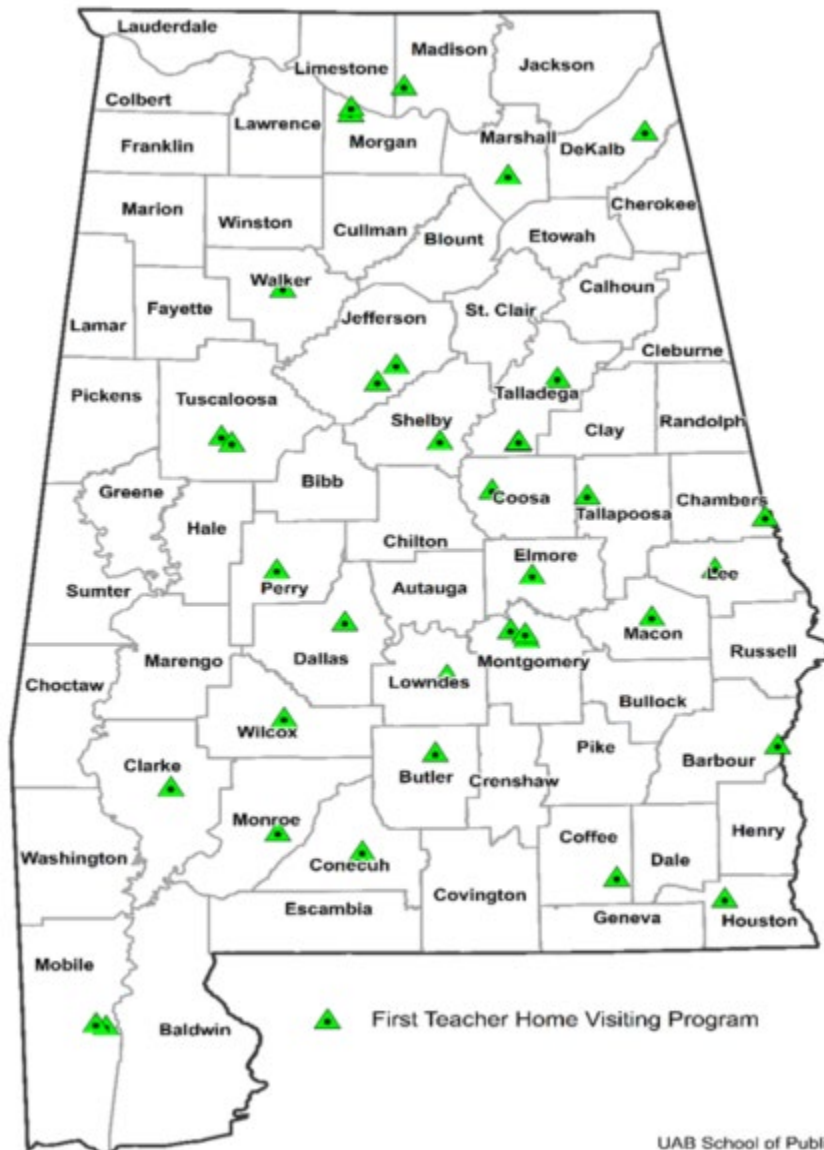 Lauderdale
Limestone
Madison
Jackson
Colbert
Lawrence
Morgan
Marshall
DeKalb
Franklin
Cherokee
Marion
Winston
Cullman
Blount
Etowah
Walker
Calhoun
Fayette
Jefferson
St. Clair
Lamar
Cleburne
Pickens
Tuscaloosa
Talladega
Shelby
Clay
Randolph
Bibb
Greene
Coosa
Chambers
Tallapoosa
Hale
Chilton
Elmore
Lee
Perry
Autauga
Sumter
Macon
Dallas
Montgomery
Russell
Marengo
Lowndes
Choctaw
Bullock
Wilcox
Pike
Clarke
Butler
Crenshaw
Barbour
Monroe
Coffee
Henry
Washington
Conecuh
Dale
Covington
Escambia
Geneva
Houston
Mobile
Baldwin
First Teacher Home Visiting Program
UAB School of Publi